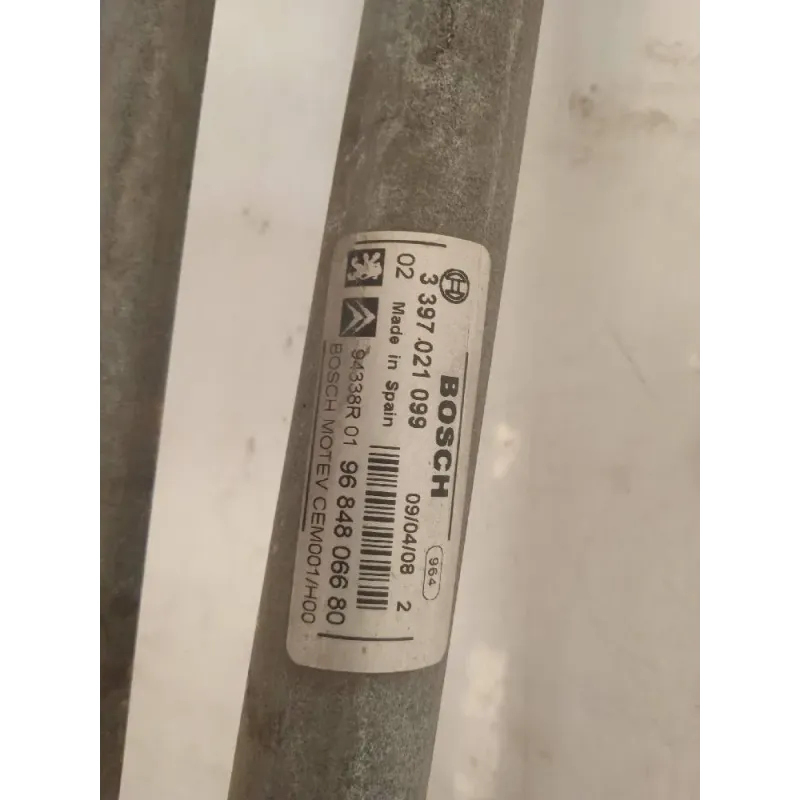 BOSCH
3 397 021 099
02 Made in Spain 09/04/08 2
964
94338R 01 96 848 066 80
BOSCH MOTEV CEM001/H00